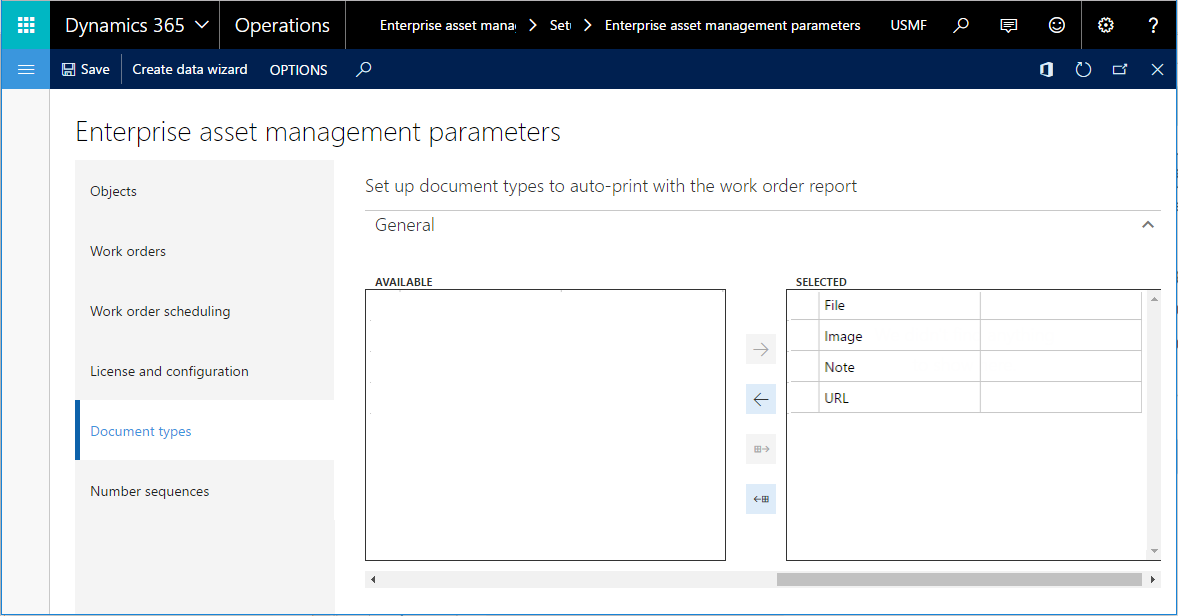 Dynamics 365 Operations Enterprise asset mana Set Enterprise asset management parameters USMF ?
Save Create data wizard OPTIONS
Enterprise asset management parameters
Objects
Work orders
Work order scheduling
License and configuration
Document types
Number sequences
Set up document types to auto-print with the work order report
General
AVAILABLE
SELECTED
File
Image
Note
URL